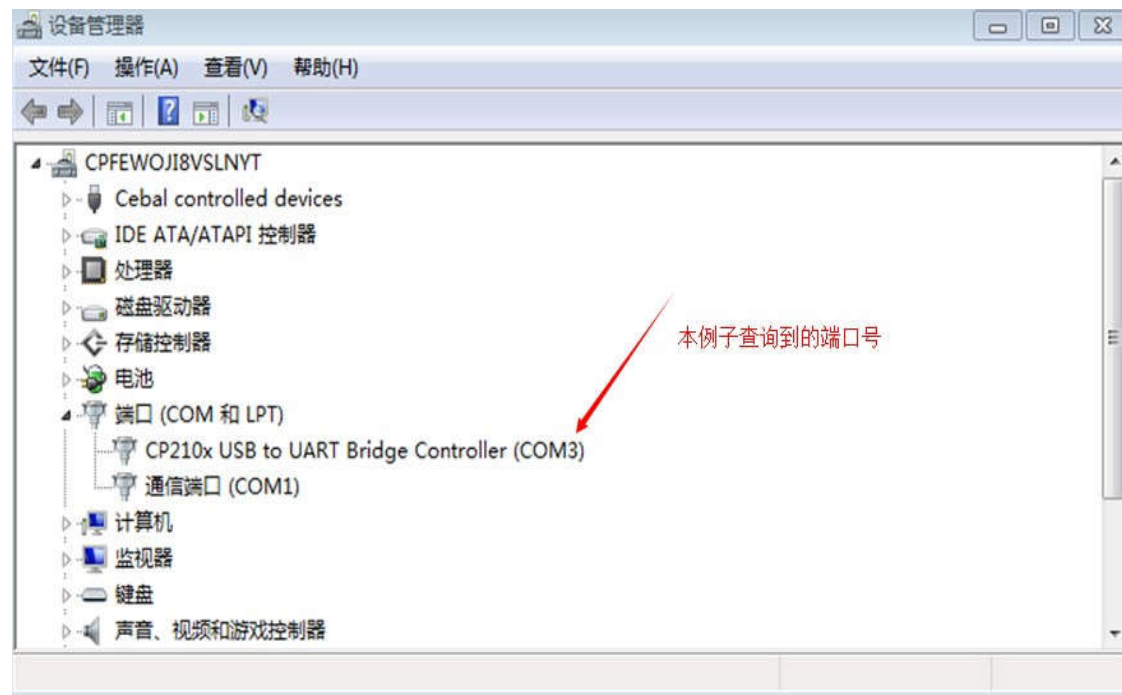 设备管理器
文件(F) 操作(A) 查看(V) 帮助(H)
CPFEWOJI8VSLNYT
Cebal controlled devices
IDE ATA/ATAPI 控制器
处理器
磁盘驱动器
本例子查询到的端口号
存储控制器
电池
端口 (COM 和 LPT)
CP210x USB to UART Bridge Controller (COM3)
通信端口 (COM1)
计算机
监视器
键盘
声音、视频和游戏控制器